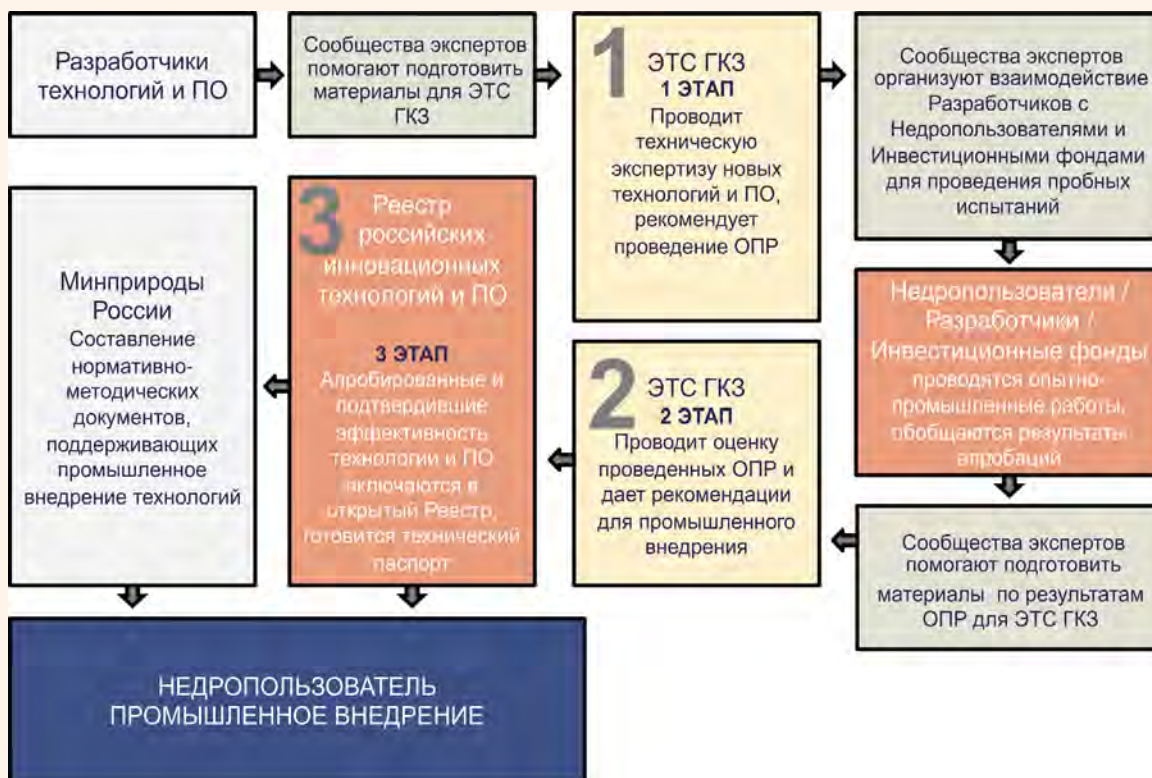 Разработчики
технологий и ПО
Сообщества экспертов
помогают подготовить
материалы для ЭТС
ГКЗ
1
ЭТС ГКЗ
1 ЭТАП
Проводит
техническую
экспертизу новых
технологий и ПО,
рекомендует
проведение ОПР
Сообщества экспертов
организуют взаимодействие
Разработчиков с
Недропользователями и
Инвестиционными фондами
для проведения пробных
испытаний
Недропользователи /
Разработчики /
Инвестиционные фонды
проводятся опытно-
промышленные работы,
обобщаются результаты
апробаций
Сообщества экспертов
помогают подготовить
материалы по результатам
ОПР для ЭТС ГКЗ
2
ЭТС ГКЗ
2 ЭТАП
Проводит оценку
проведенных ОПР и
дает рекомендации
для промышленного
внедрения
3
Реестр
российских
инновационных
технологий и ПО
3 ЭТАП
Апробированные и
подтвердившие
эффективность
технологии и ПО
включаются в
открытый Реестр,
готовится технический
паспорт
Минприроды
России
Составление
нормативно-
методических
документов,
поддерживающих
промышленное
внедрение технологий
НЕДРОПОЛЬЗОВАТЕЛЬ
ПРОМЫШЛЕННОЕ ВНЕДРЕНИЕ